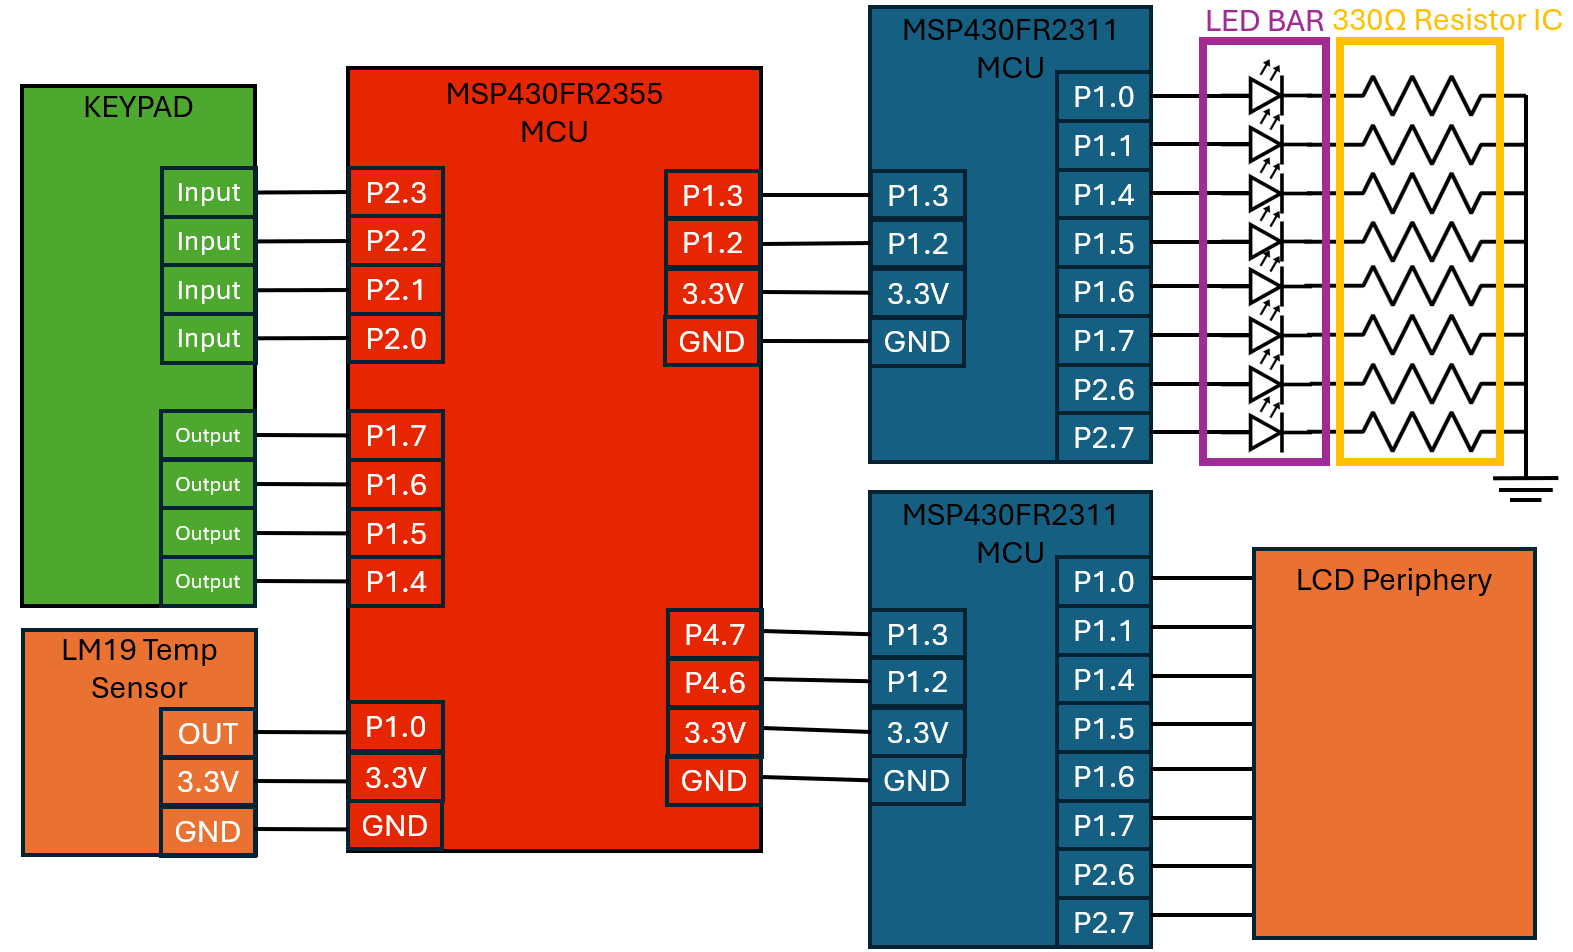 KEYPAD
Input
Input
Input
Input
Output
Output
Output
Output
LM19 Temp
Sensor
OUT
3.3V
GND
MSP430FR2355
MCU
P2.3
P2.2
P2.1
P2.0
P1.7
P1.6
P1.5
P1.4
P1.0
3.3V
GND
P1.3
P1.2
3.3V
GND
P4.7
P4.6
3.3V
GND
MSP430FR2311
MCU
P1.3
P1.2
3.3V
GND
P1.0
P1.1
P1.4
P1.5
P1.6
P1.7
P2.6
P2.7
LED BAR
330Ω Resistor IC
MSP430FR2311
MCU
P1.3
P1.2
3.3V
GND
P1.0
P1.1
P1.4
P1.5
P1.6
P1.7
P2.6
P2.7
LCD Periphery